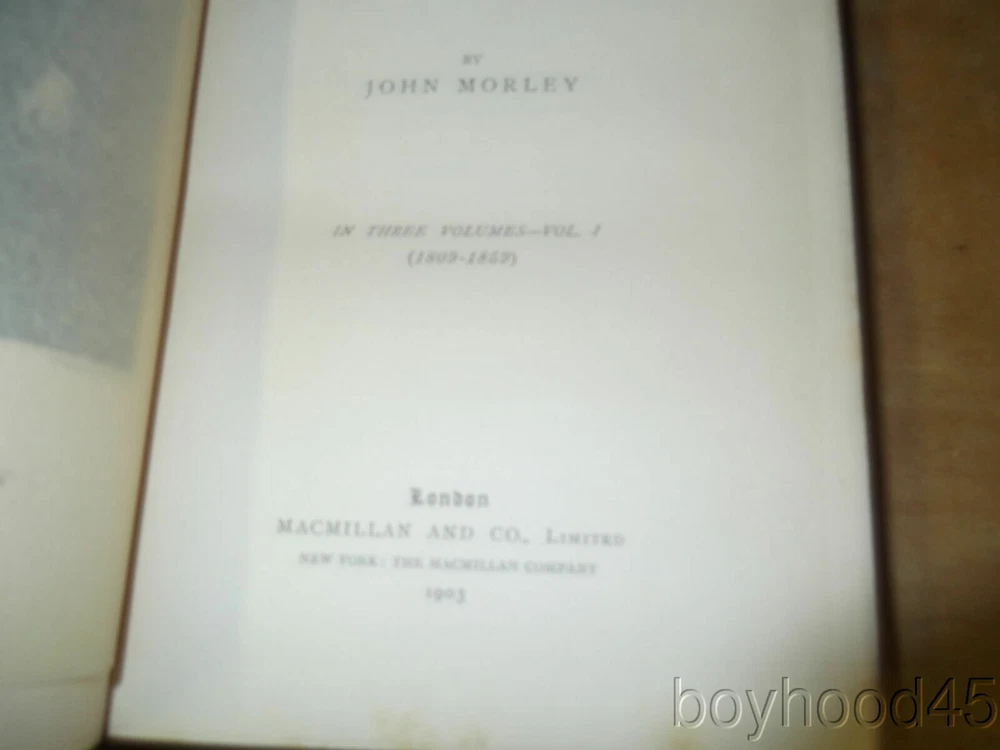 BY
JOHN MORLEY
IN THREE VOLUMES—VOL. I
(1809-1859)
London
MACMILLAN AND CO., LIMITED
NEW YORK: THE MACMILLAN COMPANY
1903
boyhood45